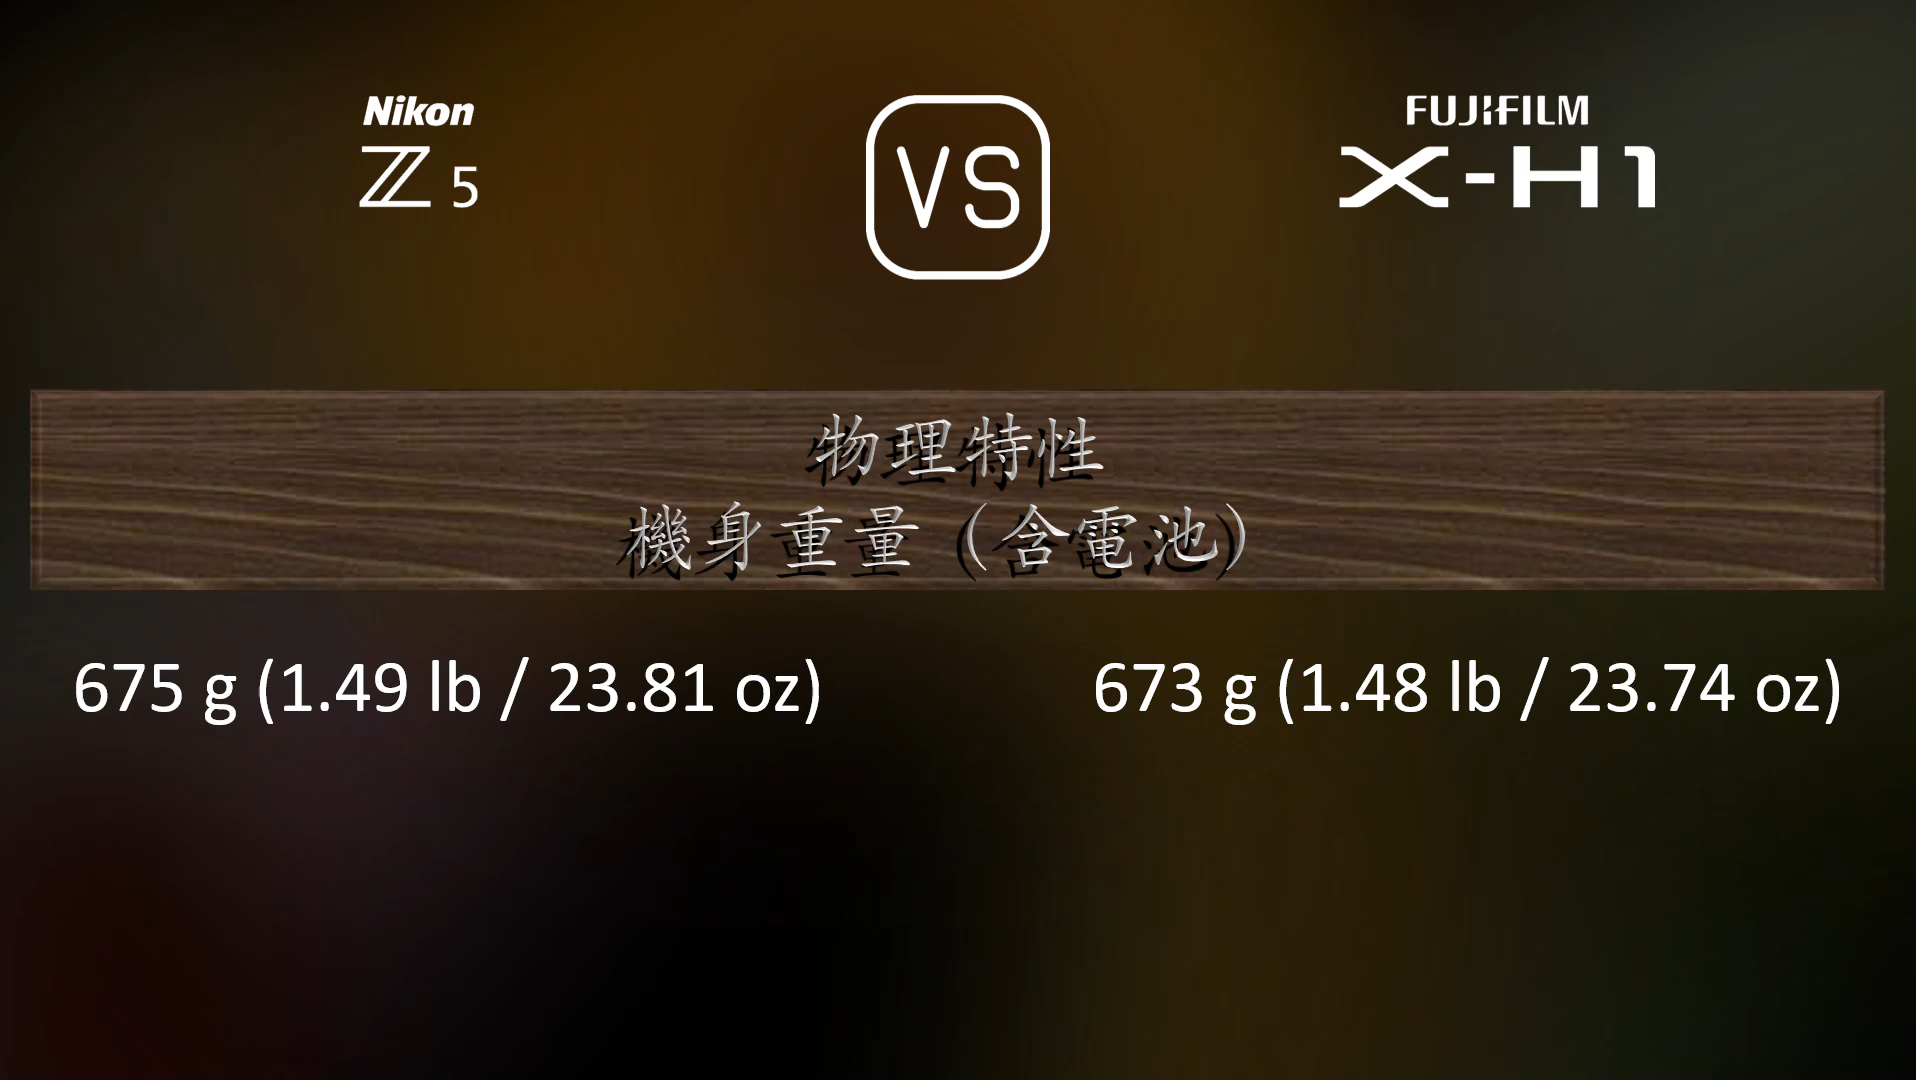 Nikon
Z 5
VS
FUJIFILM
X-H1
物理特性
機身重量（含電池）
675 g (1.49 lb / 23.81 oz)
673 g (1.48 lb / 23.74 oz)